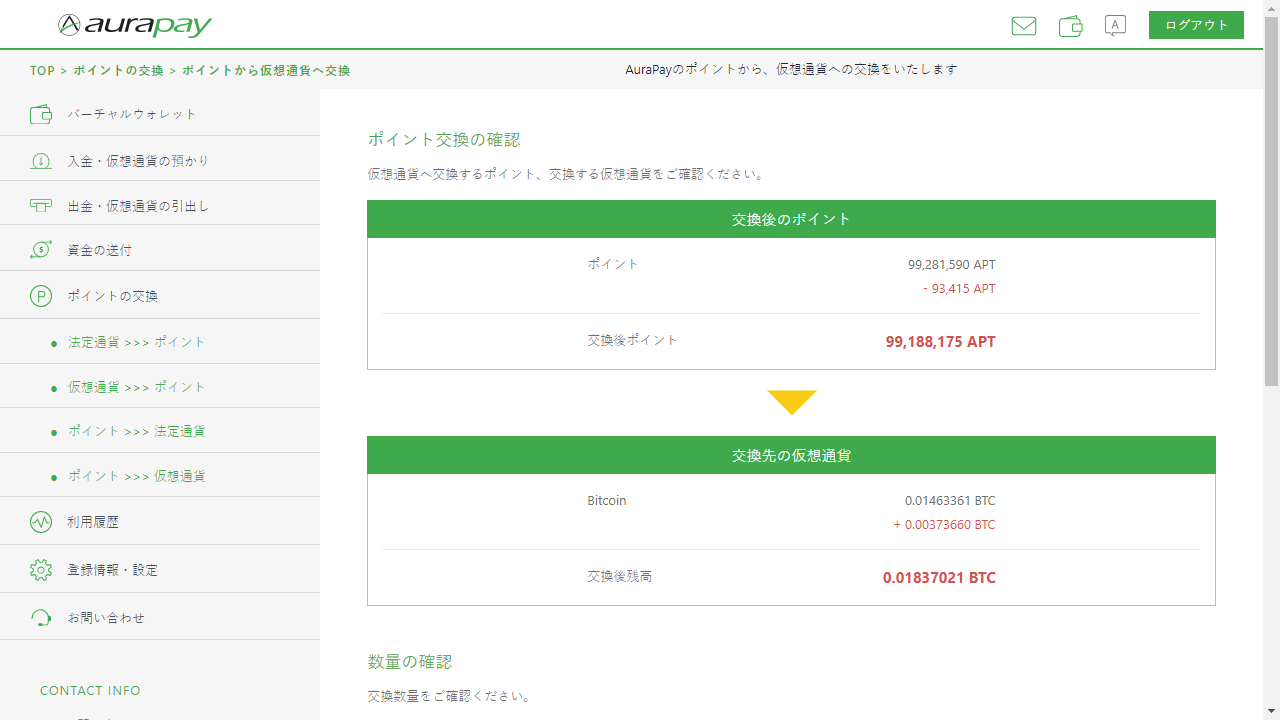 aurapay
A
ログアウト
TOP > ポイントの交換 > ポイントから仮想通貨へ交換
AuraPayのポイントから、仮想通貨への交換をいたします
バーチャルウォレット
入金・仮想通貨の預かり
出金・仮想通貨の引出し
資金の送付
ポイントの交換
● 法定通貨 >>> ポイント
● 仮想通貨 >>> ポイント
● ポイント >>> 法定通貨
● ポイント >>> 仮想通貨
利用履歴
登録情報・設定
お問い合わせ
CONTACT INFO
ポイント交換の確認
仮想通貨へ交換するポイント、交換する仮想通貨をご確認ください。
交換後のポイント
ポイント 99,281,590 APT
- 93,415 APT
交換後ポイント 99,188,175 APT
交換先の仮想通貨
Bitcoin 0.01463361 BTC
+ 0.00373660 BTC
交換後残高 0.01837021 BTC
数量の確認
交換数量をご確認ください。